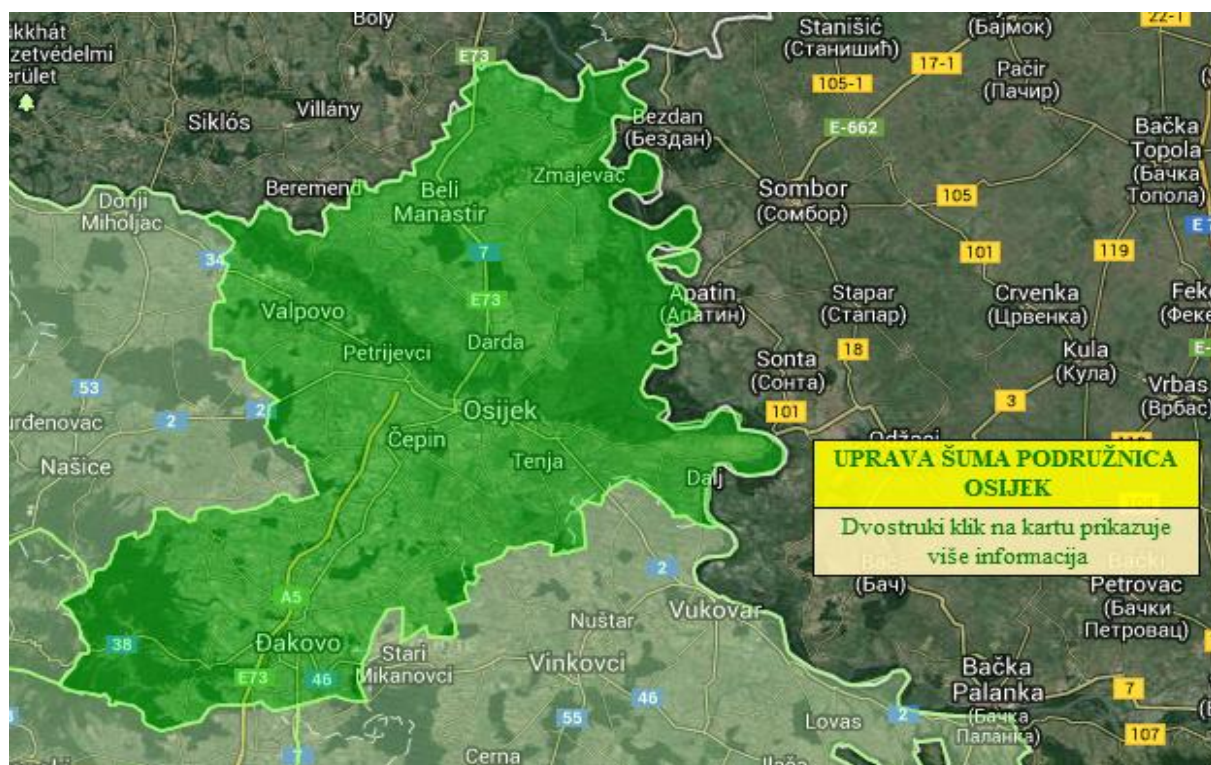 Boly
Stanišić
(Станишић)
(Бајмок)
22-1
E73
17-1
105-1
Pačir
(Пачир)
Villány
Siklós
Bezdan
(Бездан)
E-662
Bačka
Topola
(Бачка
Топола)
Zmajevac
Beremend
Beli
Manastir
Sombor
(Сомбор)
105
Donji
Miholjac
34
7
101
119
Valpovo
E73
Apatin
(Апатин)
Stapar
(Стапар)
Crvenka
(Црвенка)
Petrijevci
Darda
18
Kula
(Кула)
Sonta
(Сонта)
53
2
2
Osijek
101
3
Vrbas
(Врбас)
Čepin
Našice
Tenja
Dalj
UPRAVA ŠUMA PODRUŽNICA
OSIJEK
Dvostruki klik na kartu prikazuje
više informacija
2
(Бач)
Petrovac
(Бачки
Петровац)
A5
Nuštar
Vukovar
38
Đakovo
Stari
Mikanovci
Vinkovci
E73
46
46
Bačka
Palanka
(Бачка
Паланка)
7
55
Lovas
2
107
7
Cerna